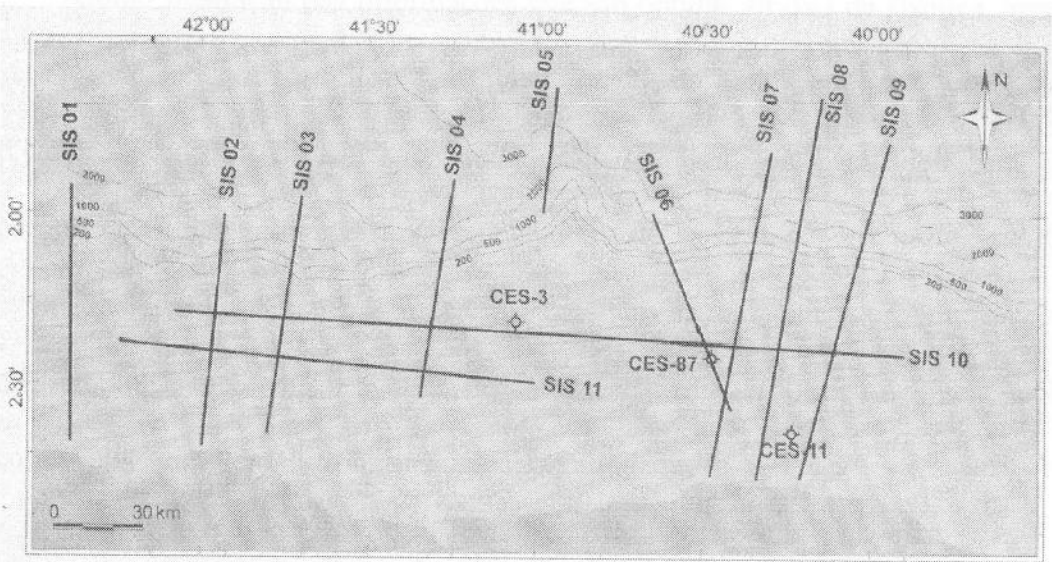 42°00'
41°30'
41°00'
40°30'
40°00'
N
SIS 01
SIS 02
SIS 03
SIS 04
SIS 05
SIS 06
SIS 07
SIS 08
SIS 09
3000
1000
500
200
2.00'
3000
2000
1000
500
200
1000
500
200
CES-3
CES-87
SIS 10
2.30'
SIS 11
CES-11
0 30 km